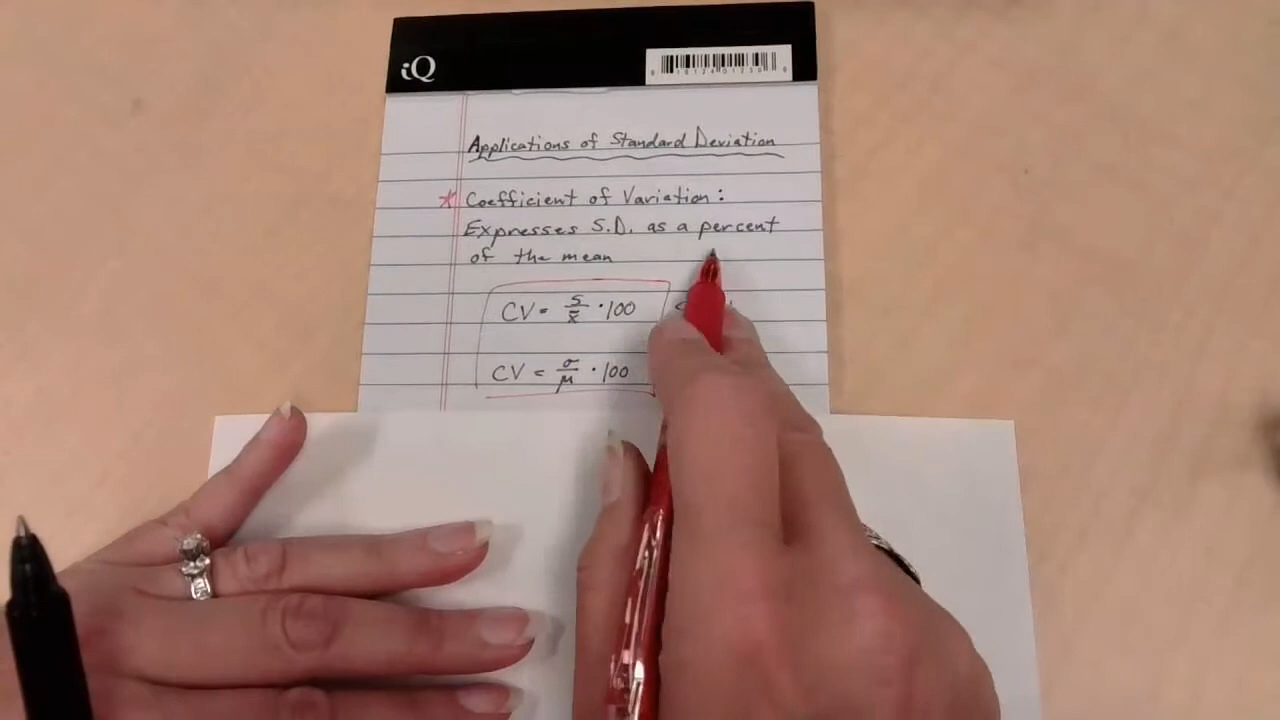 iQ
Applications of Standard Deviation
* Coefficient of Variation:
Expresses S.D. as a percent
of the mean
CV = s/x̄ · 100
CV = σ/μ · 100